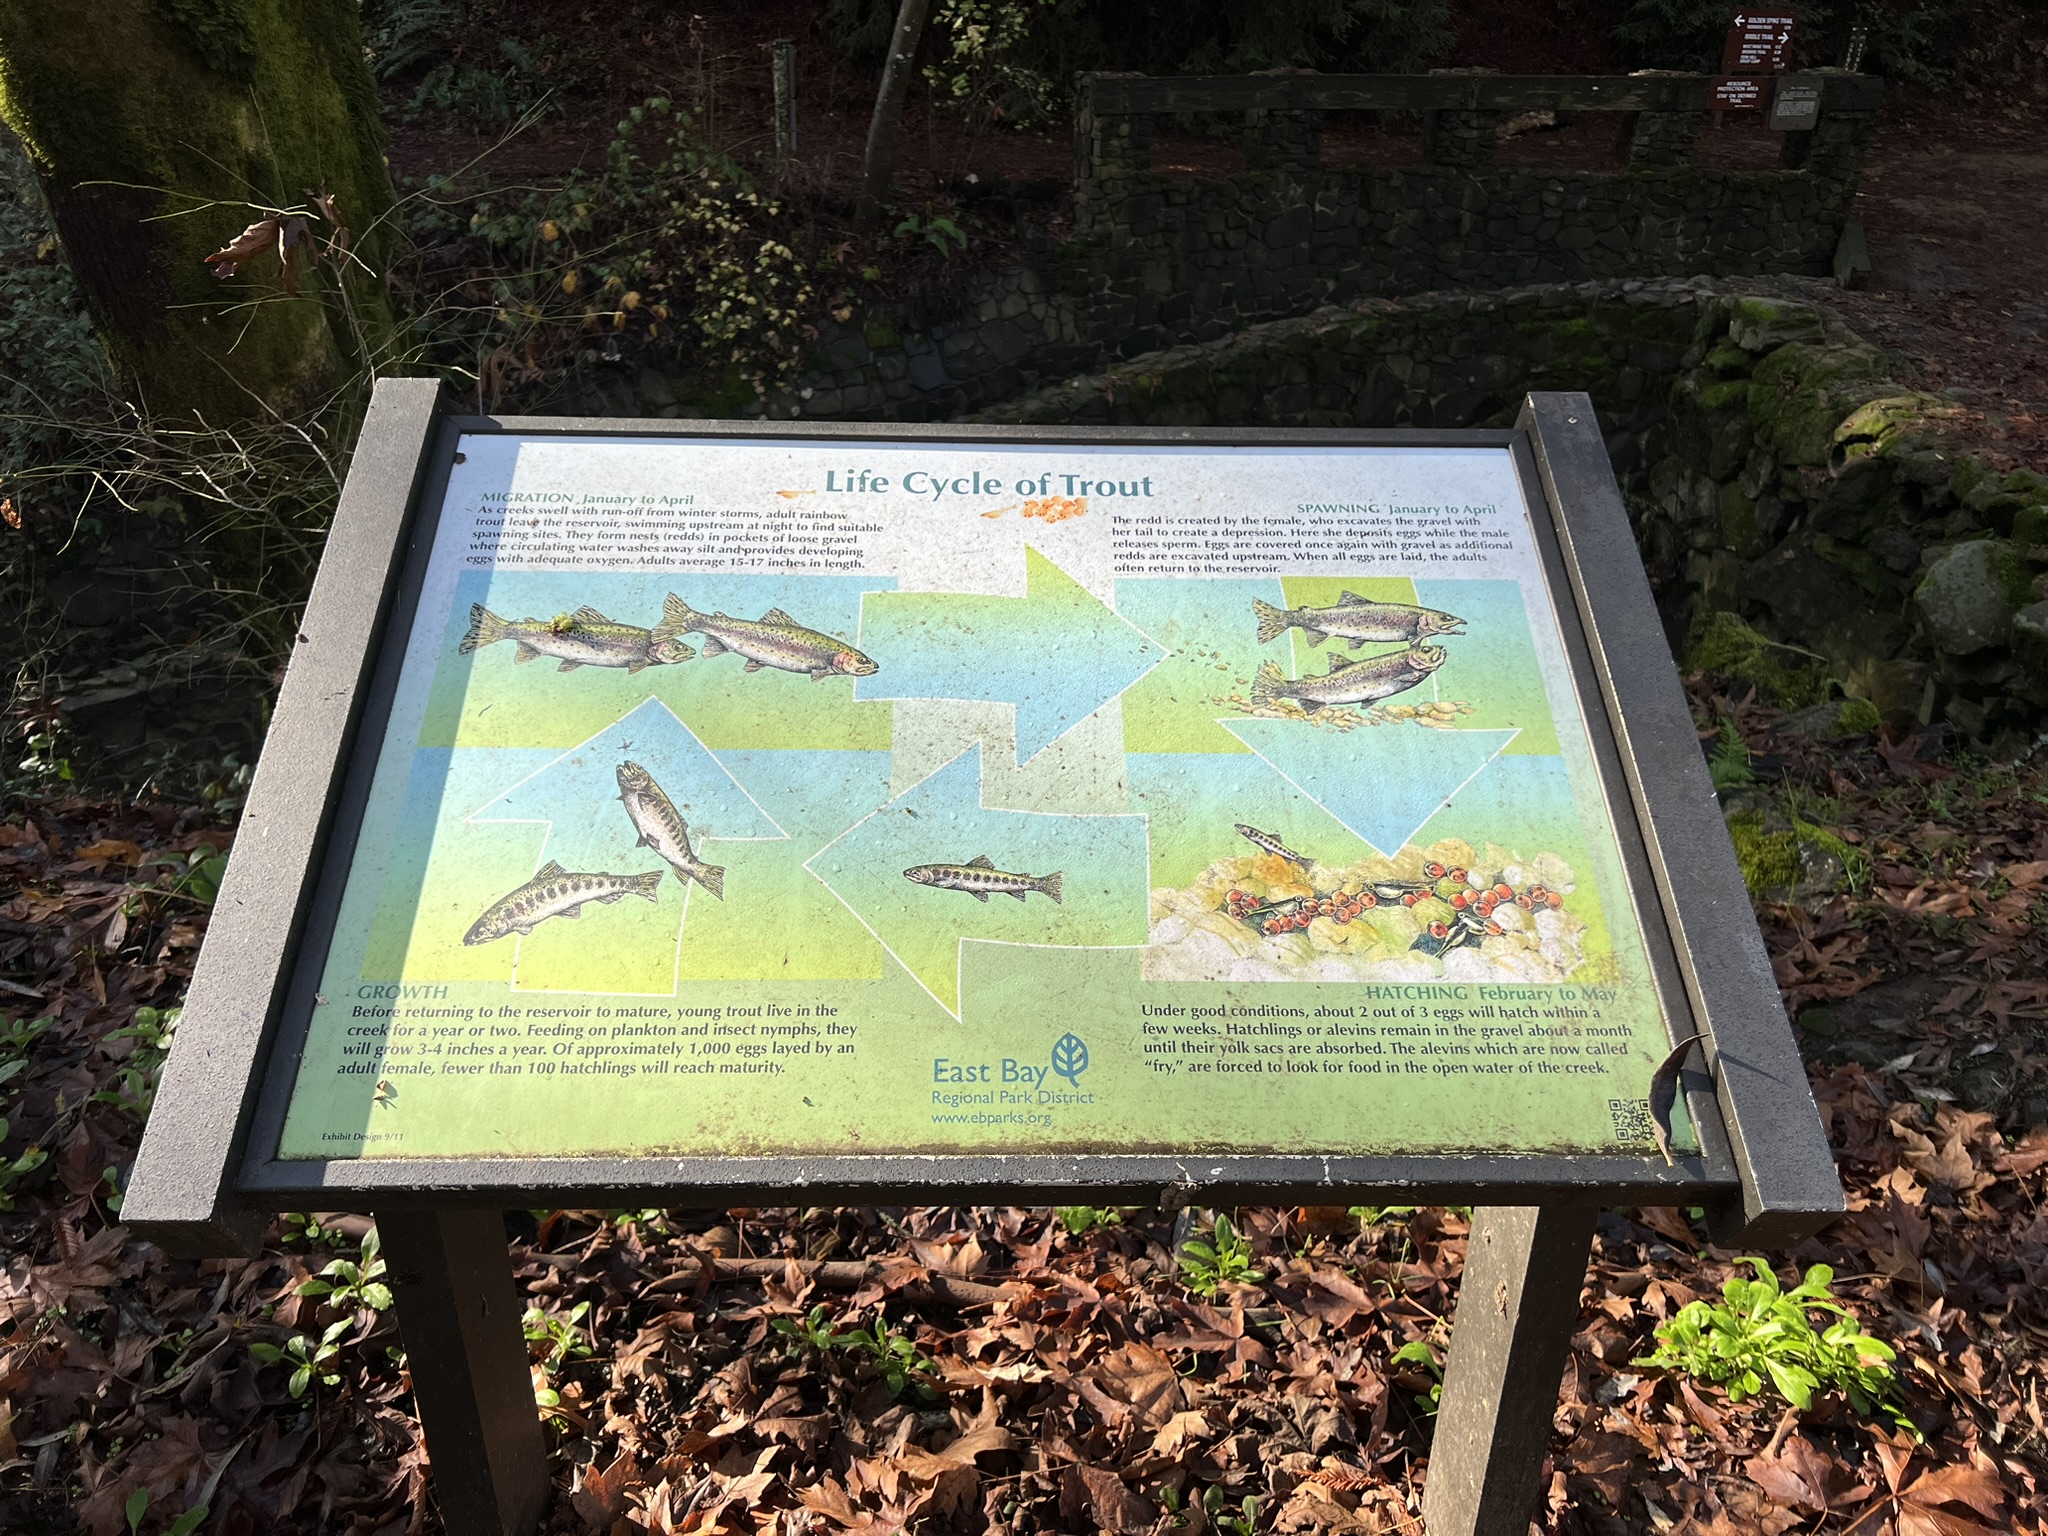 GOLDEN SPIKE TRAIL
BRIDLE TRAIL
RESOURCE
PROTECTION AREA
STAY ON DEFINED
TRAIL
Life Cycle of Trout
MIGRATION January to April
As creeks swell with run-off from winter storms, adult rainbow
trout leave the reservoir, swimming upstream at night to find suitable
spawning sites. They form nests (redds) in pockets of loose gravel
where circulating water washes away silt and provides developing
eggs with adequate oxygen. Adults average 15-17 inches in length.
SPAWNING January to April
The redd is created by the female, who excavates the gravel with
her tail to create a depression. Here she deposits eggs while the male
releases sperm. Eggs are covered once again with gravel as additional
redds are excavated upstream. When all eggs are laid, the adults
often return to the reservoir.
GROWTH
Before returning to the reservoir to mature, young trout live in the
creek for a year or two. Feeding on plankton and insect nymphs, they
will grow 3-4 inches a year. Of approximately 1,000 eggs layed by an
adult female, fewer than 100 hatchlings will reach maturity.
HATCHING February to May
Under good conditions, about 2 out of 3 eggs will hatch within a
few weeks. Hatchlings or alevins remain in the gravel about a month
until their yolk sacs are absorbed. The alevins which are now called
“fry,” are forced to look for food in the open water of the creek.
East Bay
Regional Park District
www.ebparks.org
Exhibit Design 9/11